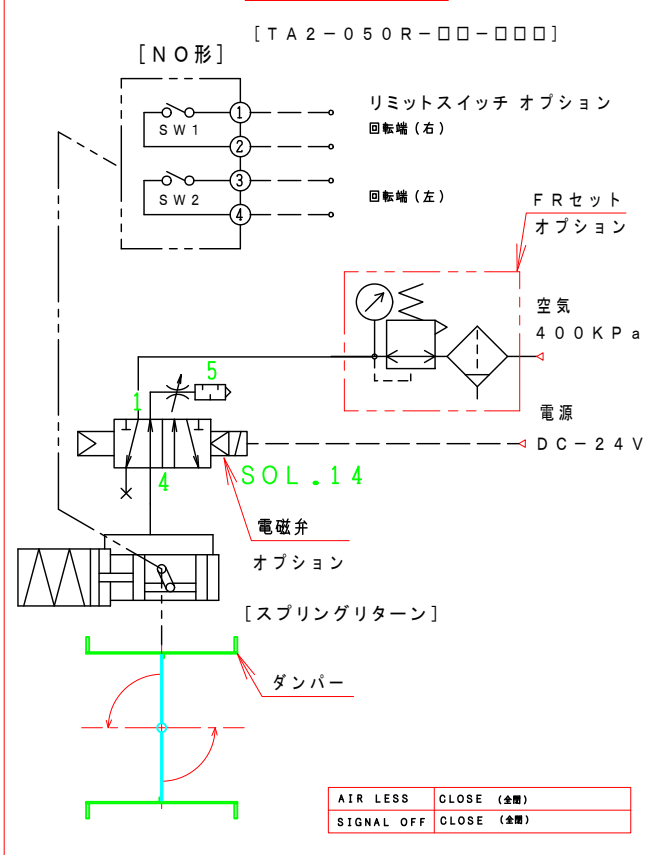 [TA2-050R-□□-□□□]
[NO形]
リミットスイッチ オプション
SW1
1
2
回転端(右)
SW2
3
4
回転端(左)
FRセット
オプション
空気
400KPa
5
1
電源
DC-24V
4
SOL.14
電磁弁
オプション
[スプリングリターン]
ダンパー
AIR LESS CLOSE (全閉)
SIGNAL OFF CLOSE (全閉)